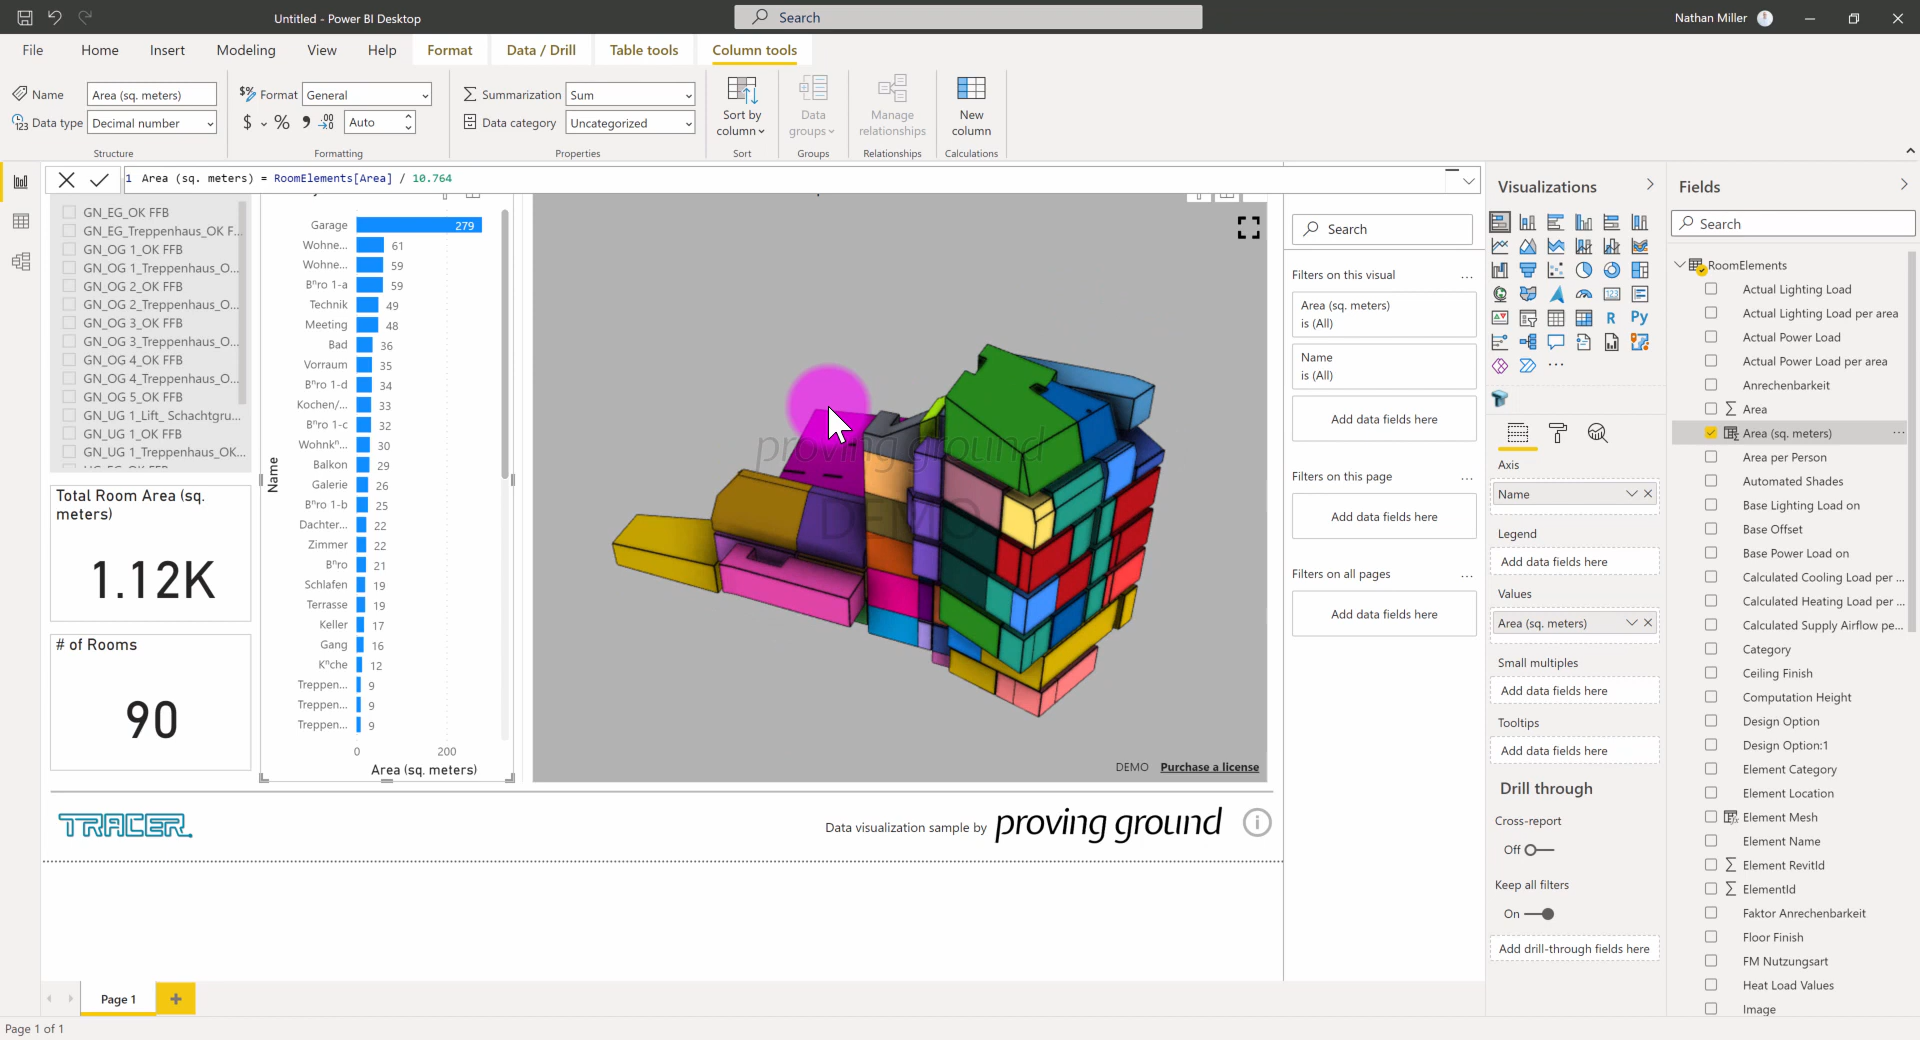 Untitled - Power BI Desktop
Search
Nathan Miller
File
Home
Insert
Modeling
View
Help
Format
Data / Drill
Table tools
Column tools
Name
Area (sq. meters)
Data type
Decimal number
Structure
$% Format
General
$ % 9 .00
Auto
Formatting
Summarization
Sum
Data category
Uncategorized
Properties
Sort by
column
Sort
Data
groups
Groups
Manage
relationships
Relationships
New
column
Calculations
1 Area (sq. meters) = RoomElements[Area] / 10.764
GN_EG_OK FFB
GN_EG_Treppenhaus_OK F...
GN_OG 1_OK FFB
GN_OG 1_Treppenhaus_O...
GN_OG 2_OK FFB
GN_OG 2_Treppenhaus_O...
GN_OG 3_OK FFB
GN_OG 3_Treppenhaus_O...
GN_OG 4_OK FFB
GN_OG 4_Treppenhaus_O...
GN_OG 5_OK FFB
GN_UG 1_Lift_ Schachtgru...
GN_UG 1_OK FFB
GN_UG 1_Treppenhaus_OK...
Total Room Area (sq.
meters)
1.12K
# of Rooms
90
Name
Garage 279
Wohne... 61
Wohne... 59
Bⁿro 1-a 59
Technik 49
Meeting 48
Bad 36
Vorraum 35
Bⁿro 1-d 34
Kochen/... 33
Bⁿro 1-c 32
Wohnkⁿ... 30
Balkon 29
Galerie 26
Bⁿro 1-b 25
Dachter... 22
Zimmer 22
Bⁿro 21
Schlafen 19
Terrasse 19
Keller 17
Gang 16
Kⁿche 12
Treppen... 9
Treppen... 9
Treppen... 9
0 200
Area (sq. meters)
proving ground
DEMO
DEMO Purchase a license
TRACER.
Data visualization sample by proving ground
Search
Filters on this visual ...
Area (sq. meters)
is (All)
Name
is (All)
Add data fields here
Filters on this page ...
Add data fields here
Filters on all pages ...
Add data fields here
Visualizations
R
Py
...
Axis
Name
Legend
Add data fields here
Values
Area (sq. meters)
Small multiples
Add data fields here
Tooltips
Add data fields here
Drill through
Cross-report
Off
Keep all filters
On
Add drill-through fields here
Fields
Search
RoomElements
Actual Lighting Load
Actual Lighting Load per area
Actual Power Load
Actual Power Load per area
Anrechenbarkeit
Area
Area (sq. meters) ...
Area per Person
Automated Shades
Base Lighting Load on
Base Offset
Base Power Load on
Calculated Cooling Load per ...
Calculated Heating Load per ...
Calculated Supply Airflow pe...
Category
Ceiling Finish
Computation Height
Design Option
Design Option:1
Element Category
Element Location
Element Mesh
Element Name
Element RevitId
ElementId
Faktor Anrechenbarkeit
Floor Finish
FM Nutzungsart
Heat Load Values
Image
Page 1
Page 1 of 1